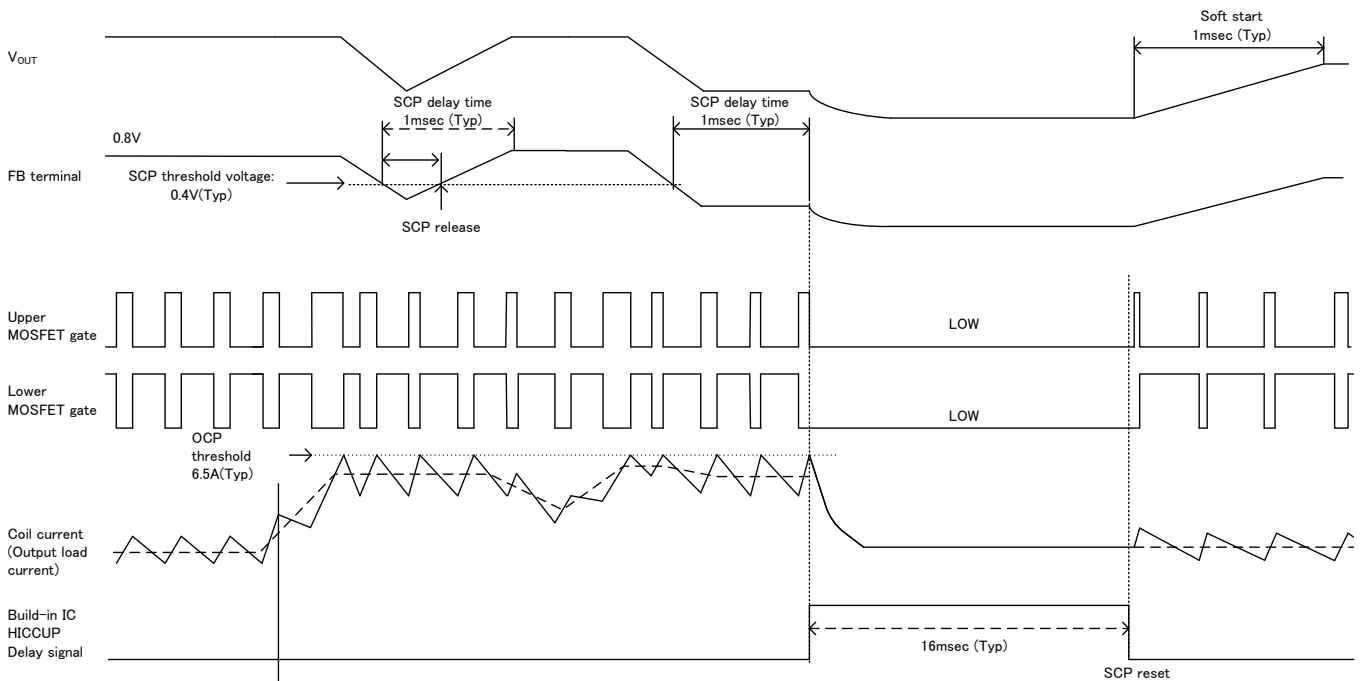 Soft start
1msec (Typ)
VOUT
SCP delay time
1msec (Typ)
SCP delay time
1msec (Typ)
0.8V
FB terminal
SCP threshold voltage:
0.4V(Typ)
SCP release
Upper
MOSFET gate
LOW
Lower
MOSFET gate
LOW
OCP
threshold
6.5A(Typ)
Coil current
(Output load
current)
Build-in IC
HICCUP
Delay signal
16msec (Typ)
SCP reset